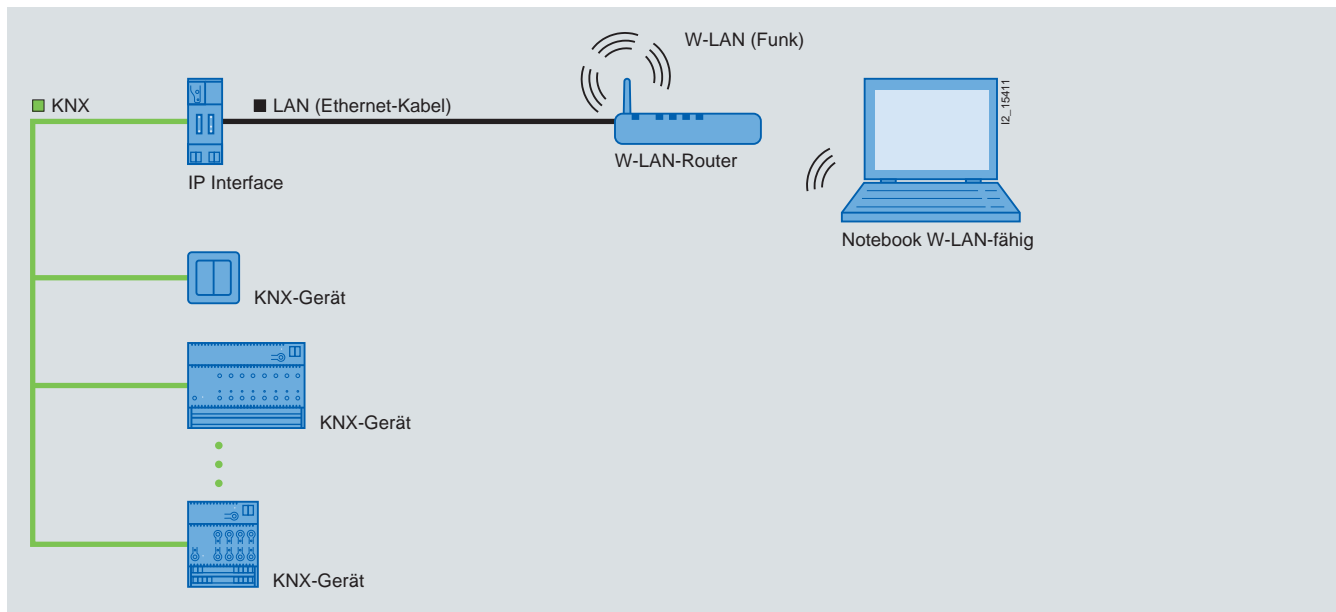 W-LAN (Funk)
KNX
LAN (Ethernet-Kabel)
I2_15411
W-LAN-Router
IP Interface
Notebook W-LAN-fähig
KNX-Gerät
KNX-Gerät
KNX-Gerät